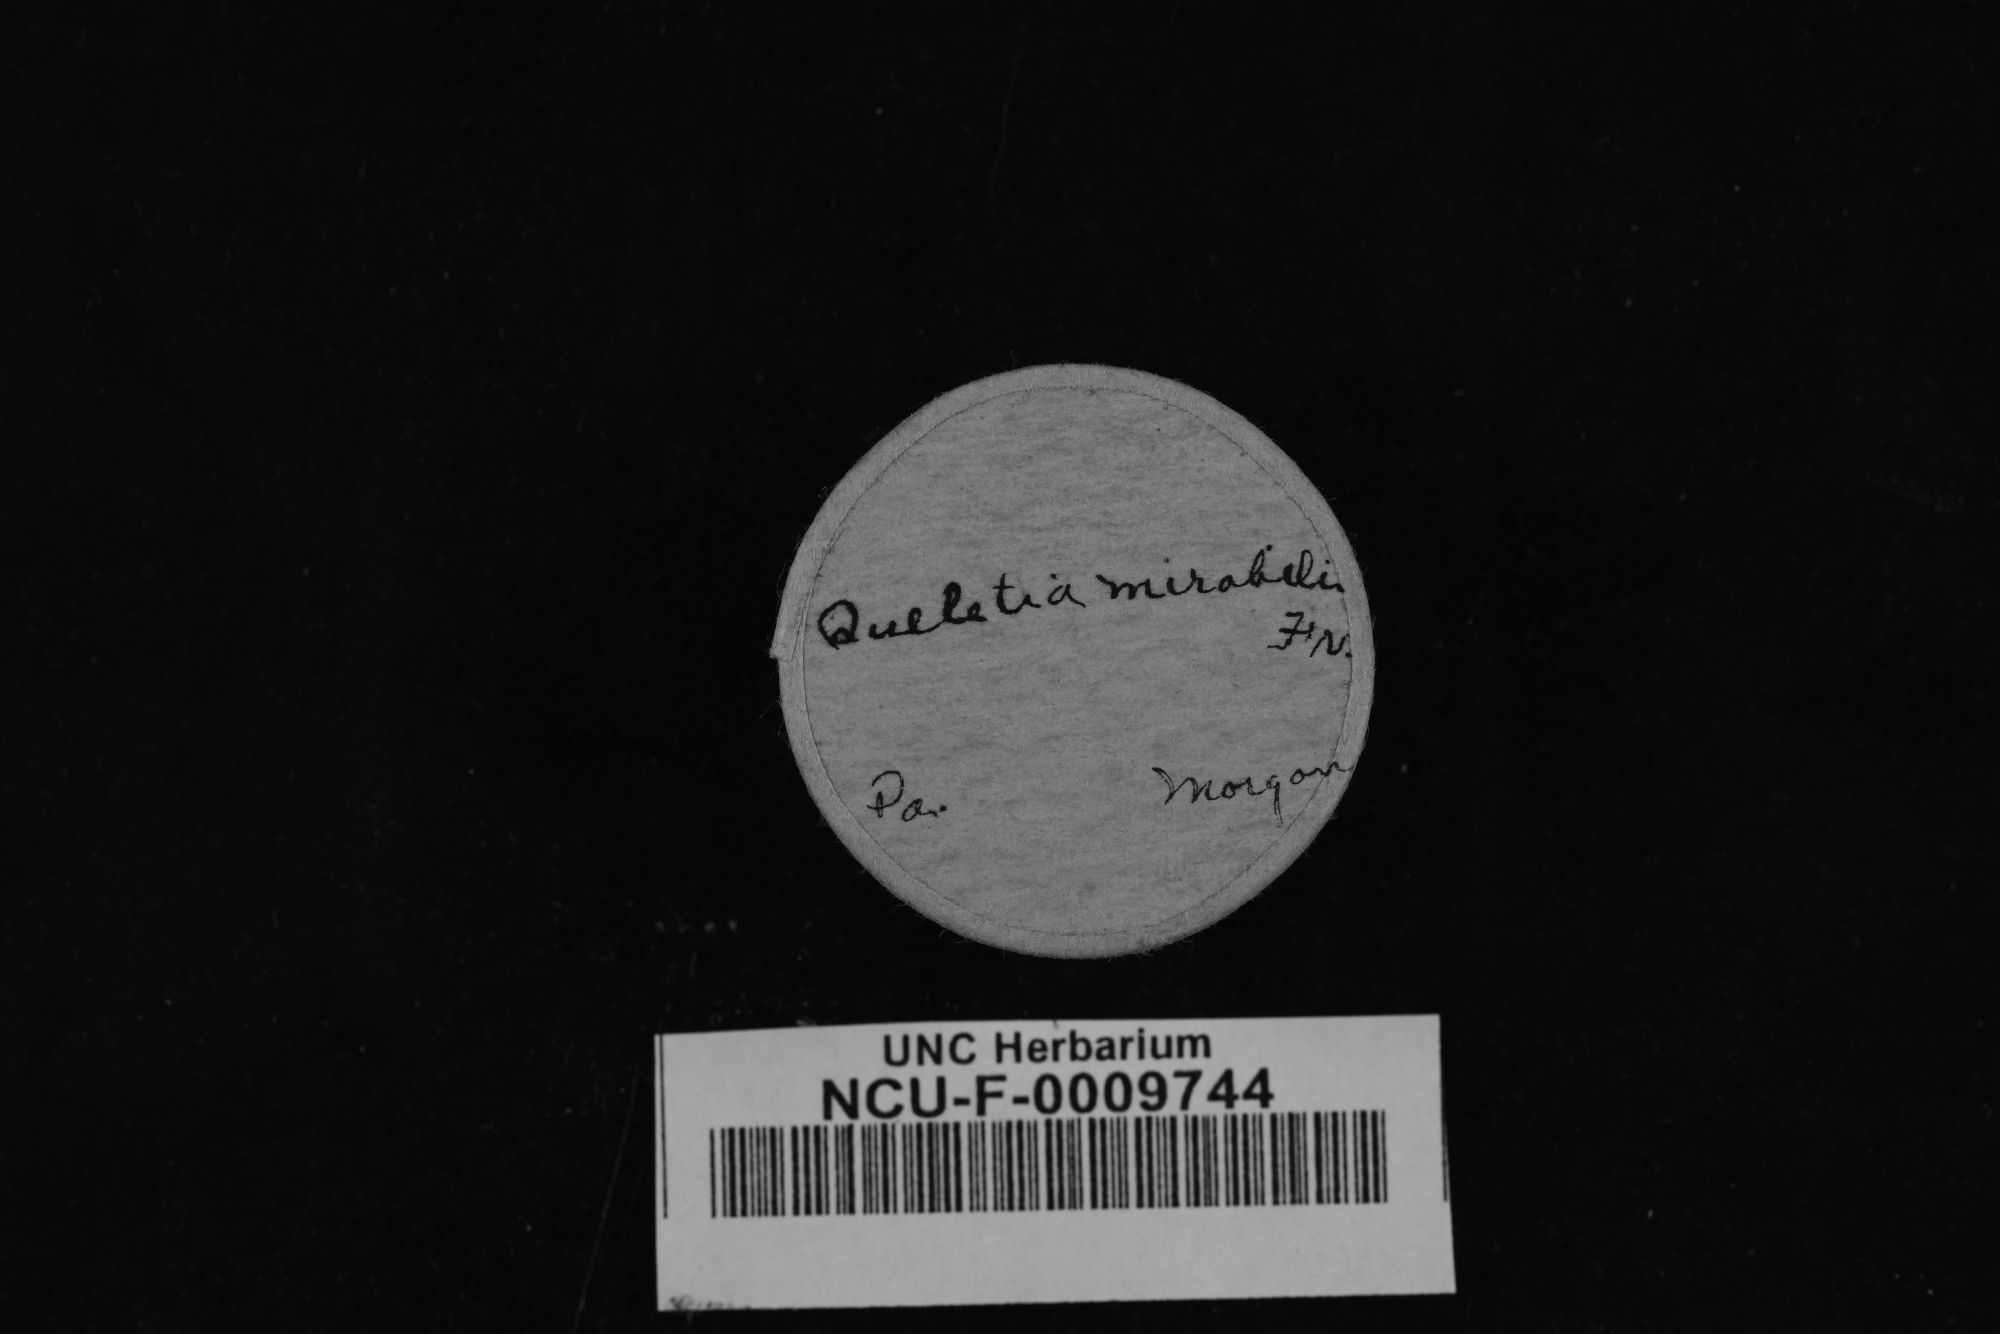 Queletia mirabilis
Fr.
Pa. Morgan
UNC Herbarium
NCU-F-0009744